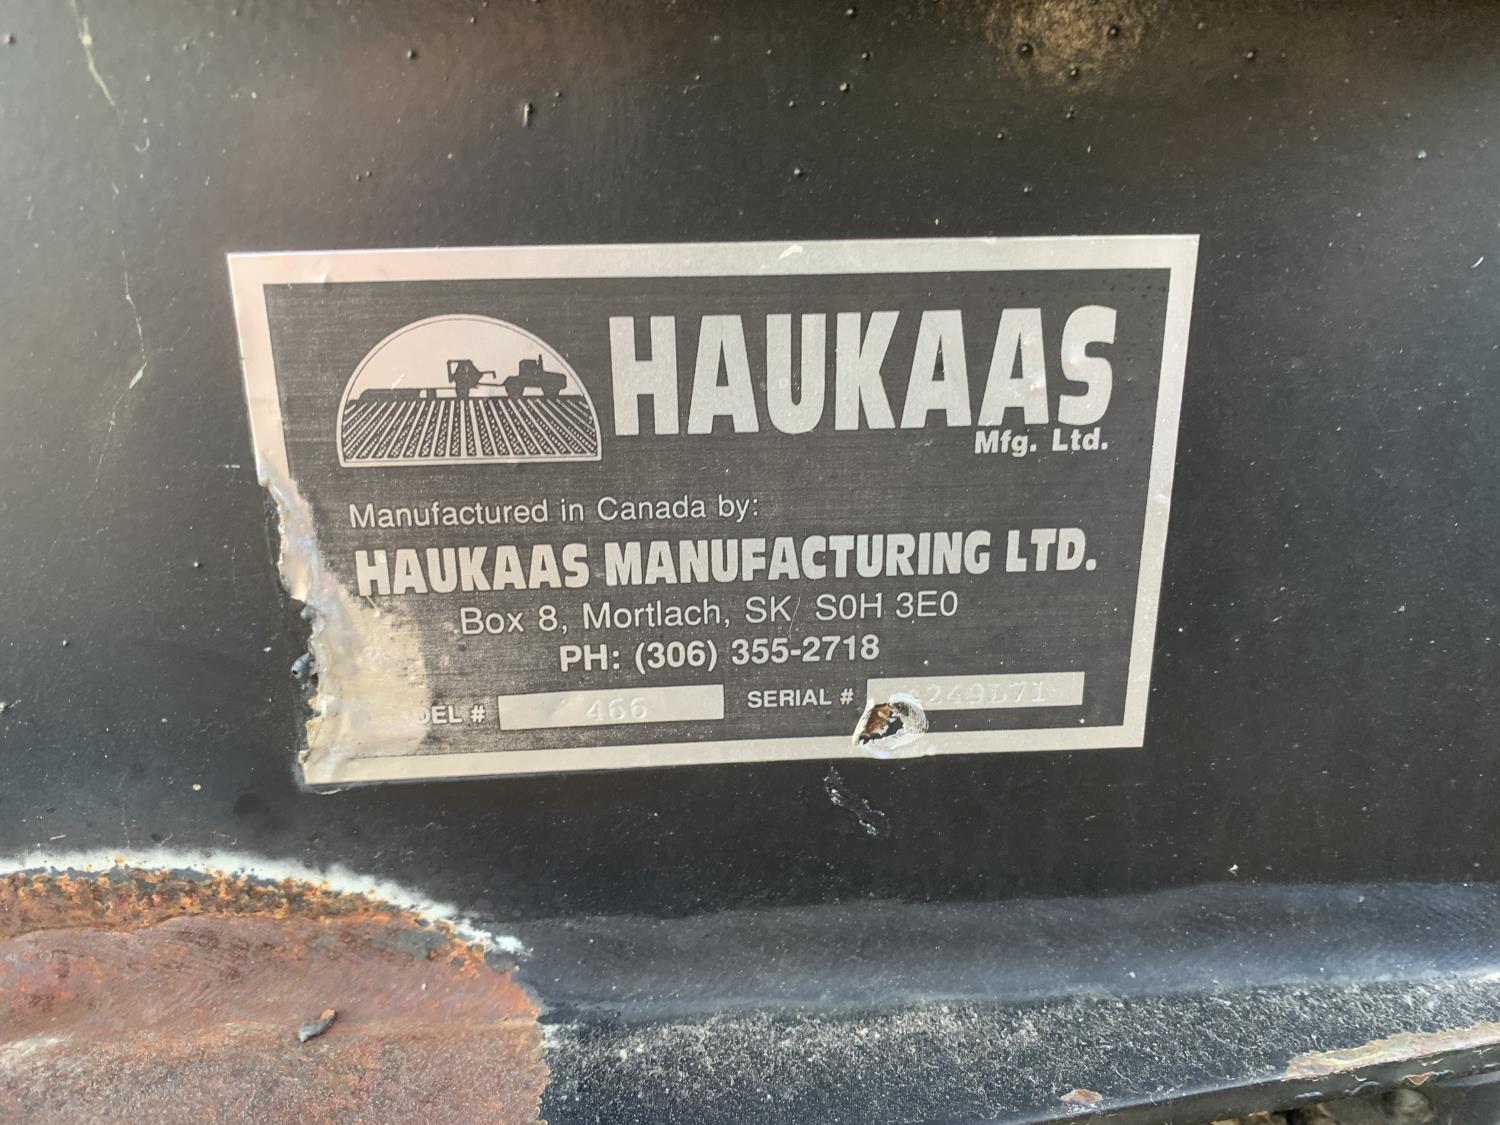 HAUKAAS
Mfg. Ltd.
Manufactured in Canada by:
HAUKAAS MANUFACTURING LTD.
Box 8, Mortlach, SK S0H 3E0
PH: (306) 355-2718
DEL # 466 SERIAL # 4249L71